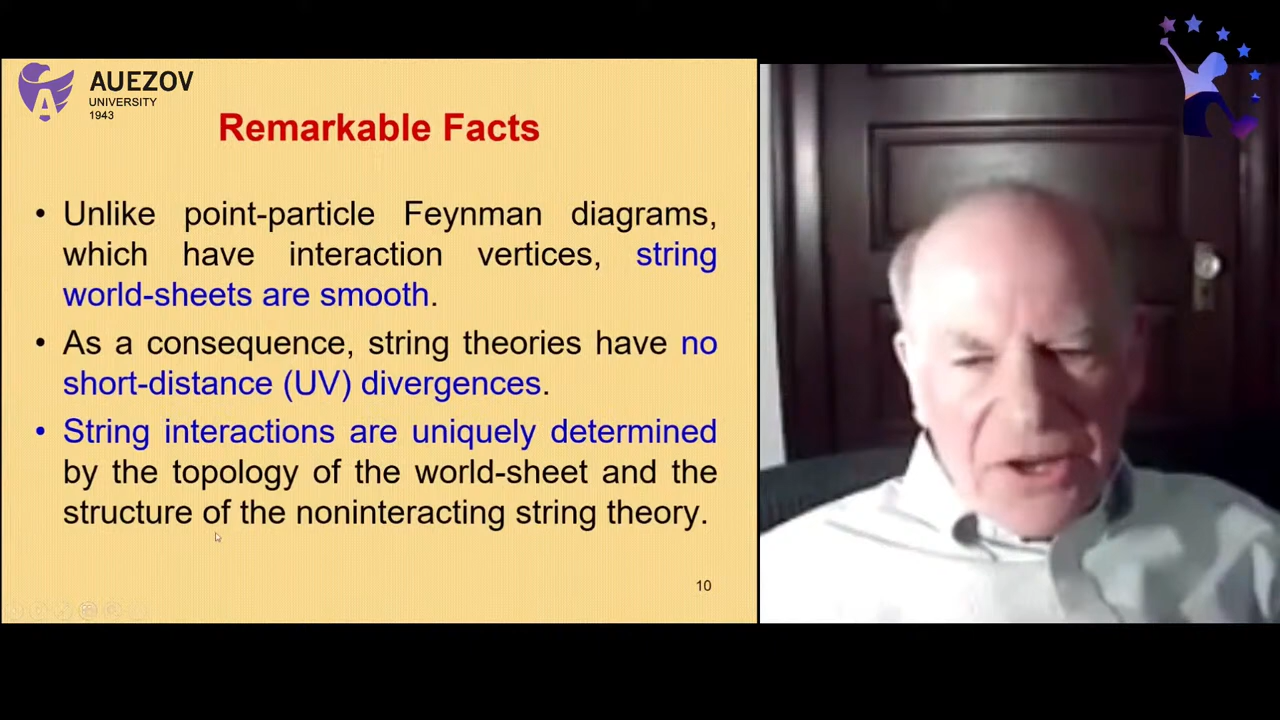 AUEZOV
UNIVERSITY
1943
Remarkable Facts
• Unlike point-particle Feynman diagrams,
which have interaction vertices, string
world-sheets are smooth.
• As a consequence, string theories have no
short-distance (UV) divergences.
• String interactions are uniquely determined
by the topology of the world-sheet and the
structure of the noninteracting string theory.
10